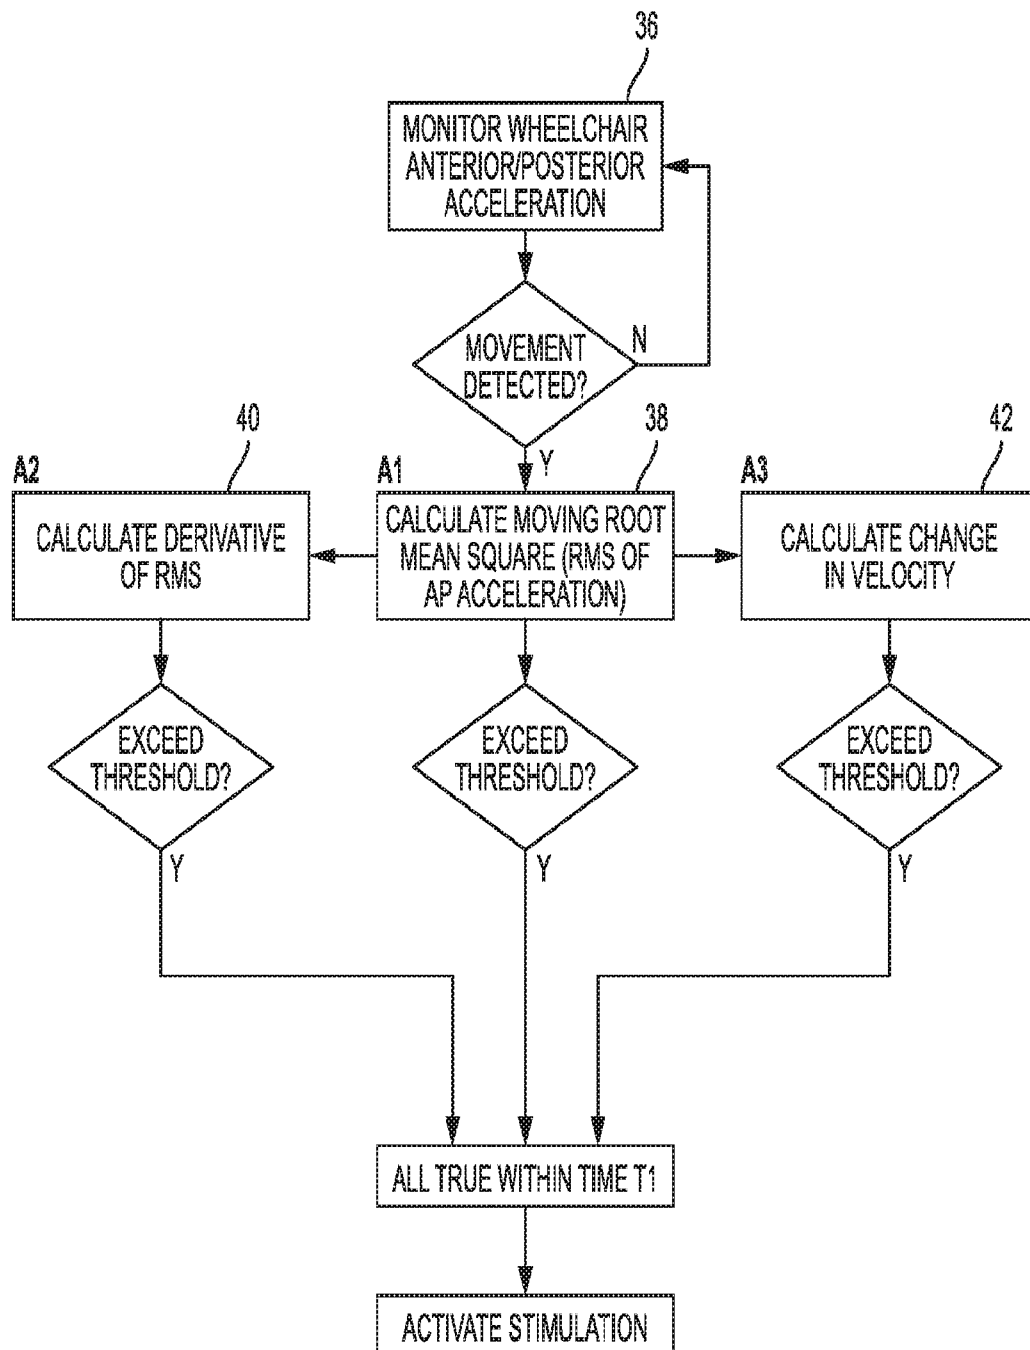 36
MONITOR WHEELCHAIR
ANTERIOR/POSTERIOR
ACCELERATION
MOVEMENT
DETECTED?
N
Y
40
38
42
A2
A1
A3
CALCULATE DERIVATIVE
OF RMS
CALCULATE MOVING ROOT
MEAN SQUARE (RMS OF
AP ACCELERATION)
CALCULATE CHANGE
IN VELOCITY
EXCEED
THRESHOLD?
EXCEED
THRESHOLD?
EXCEED
THRESHOLD?
Y
Y
Y
ALL TRUE WITHIN TIME T1
ACTIVATE STIMULATION